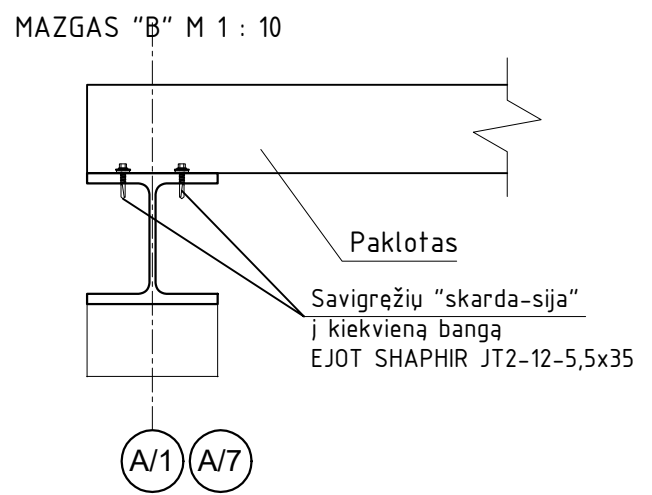 MAZGAS "B" M 1 : 10
Paklotas
Savigręžių "skarda-sija"
į kiekvieną bangą
EJOT SHAPHIR JT2-12-5,5x35
A/1 A/7